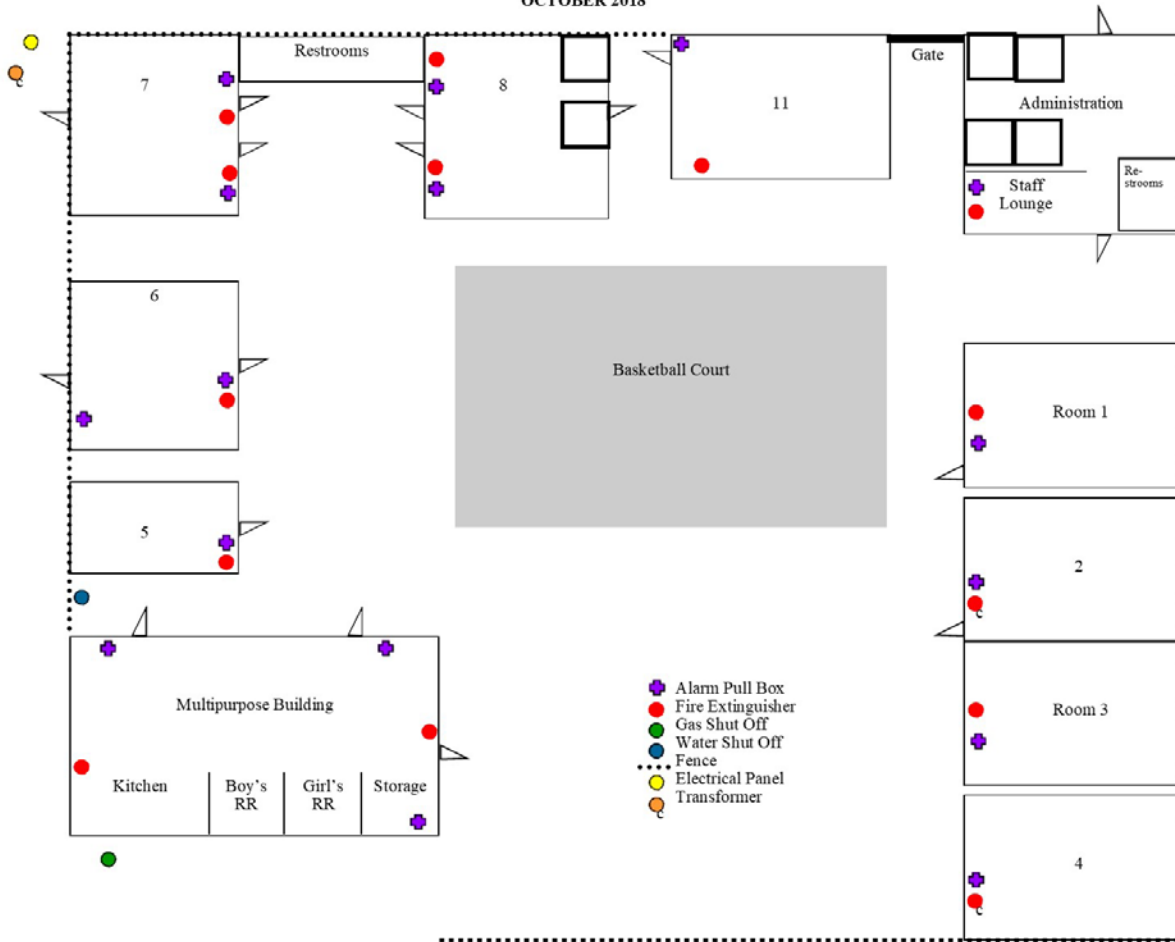 OCTOBER 2018
Restrooms
Gate
7
8
11
Administration
Re-
strooms
Staff
Lounge
6
Basketball Court
Room 1
5
2
Multipurpose Building
Room 3
Kitchen
Boy's
RR
Girl's
RR
Storage
Alarm Pull Box
Fire Extinguisher
Gas Shut Off
Water Shut Off
Fence
Electrical Panel
Transformer
4